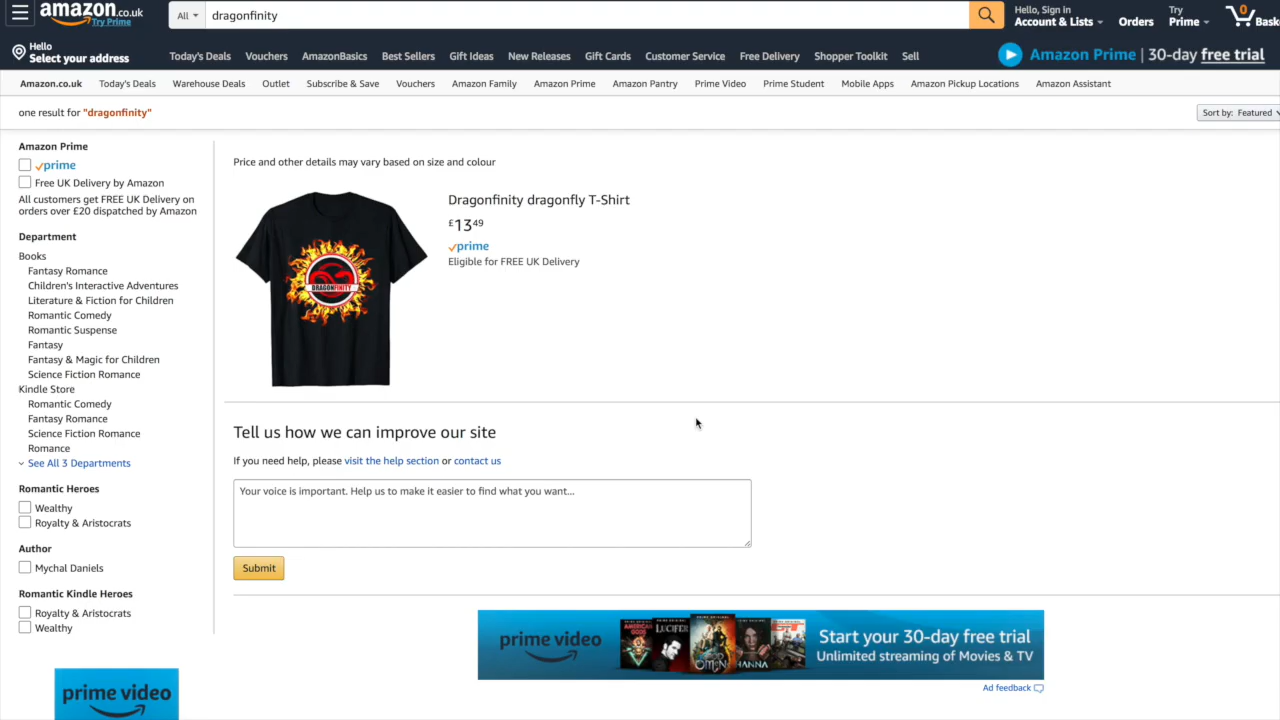 amazon.co.uk
Try Prime
All
dragonfinity
Hello, Sign in
Account & Lists
Orders
Try
Prime
0
Bask
Hello
Select your address
Today's Deals
Vouchers
AmazonBasics
Best Sellers
Gift Ideas
New Releases
Gift Cards
Customer Service
Free Delivery
Shopper Toolkit
Sell
Amazon Prime | 30-day free trial
Amazon.co.uk
Today's Deals
Warehouse Deals
Outlet
Subscribe & Save
Vouchers
Amazon Family
Amazon Prime
Amazon Pantry
Prime Video
Prime Student
Mobile Apps
Amazon Pickup Locations
Amazon Assistant
one result for "dragonfinity"
Sort by: Featured
Amazon Prime
prime
Free UK Delivery by Amazon
All customers get FREE UK Delivery on
orders over £20 dispatched by Amazon
Department
Books
Fantasy Romance
Children's Interactive Adventures
Literature & Fiction for Children
Romantic Comedy
Romantic Suspense
Fantasy
Fantasy & Magic for Children
Science Fiction Romance
Kindle Store
Romantic Comedy
Fantasy Romance
Science Fiction Romance
Romance
See All 3 Departments
Romantic Heroes
Wealthy
Royalty & Aristocrats
Author
Mychal Daniels
Romantic Kindle Heroes
Royalty & Aristocrats
Wealthy
prime video
Price and other details may vary based on size and colour
DRAGONFINITY
Dragonfinity dragonfly T-Shirt
£1349
prime
Eligible for FREE UK Delivery
Tell us how we can improve our site
If you need help, please visit the help section or contact us
Your voice is important. Help us to make it easier to find what you want...
Submit
prime video
AMERICAN
GODS
LUCIFER
GOOD
OMEN
HANNA
Start your 30-day free trial
Unlimited streaming of Movies & TV
Ad feedback